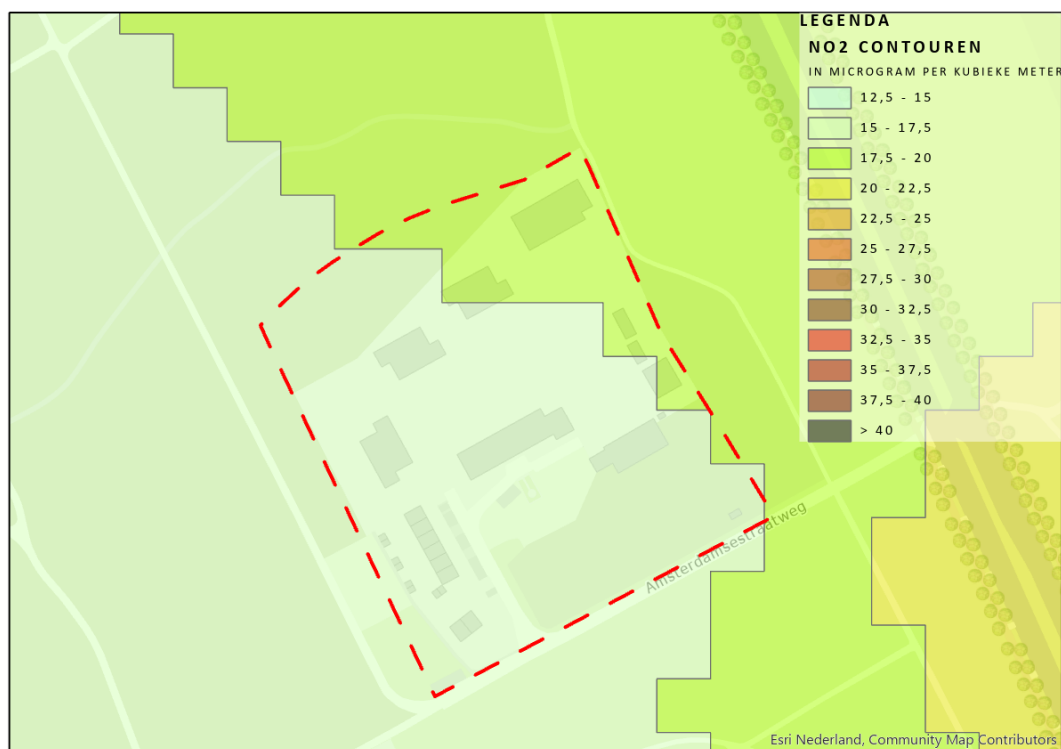 LEGENDA
NO2 CONTOUREN
IN MICROGRAM PER KUBIEKE METER
12,5 - 15
15 - 17,5
17,5 - 20
20 - 22,5
22,5 - 25
25 - 27,5
27,5 - 30
30 - 32,5
32,5 - 35
35 - 37,5
37,5 - 40
> 40
Amsterdamsestraatweg
Esri Nederland, Community Map Contributors